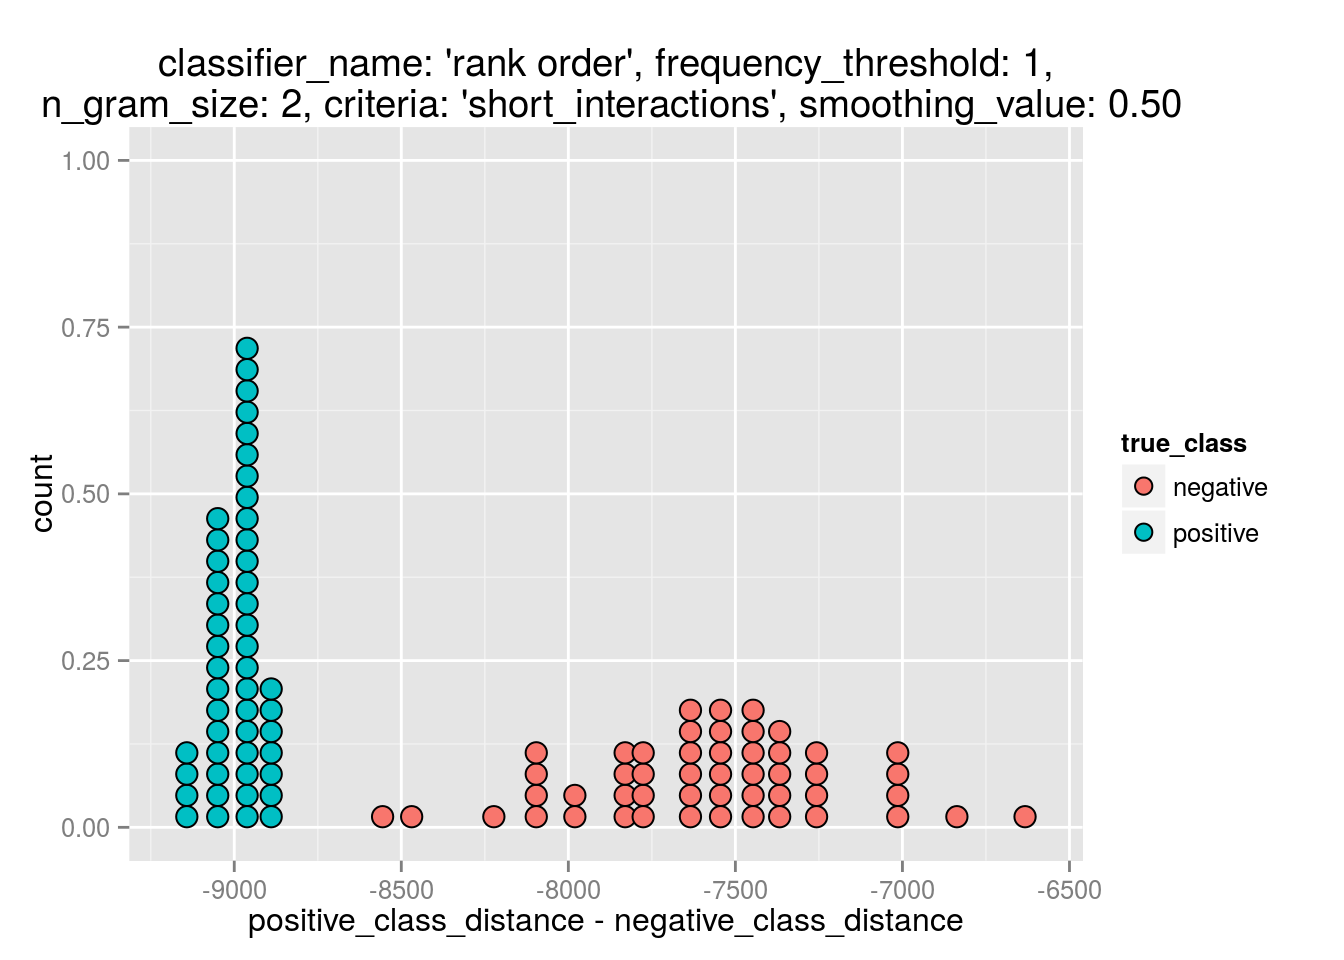 classifier_name: 'rank order', frequency_threshold: 1,
n_gram_size: 2, criteria: 'short_interactions', smoothing_value: 0.50
1.00
0.75
0.50
0.25
0.00
count
-9000
-8500
-8000
-7500
-7000
-6500
positive_class_distance - negative_class_distance
true_class
negative
positive